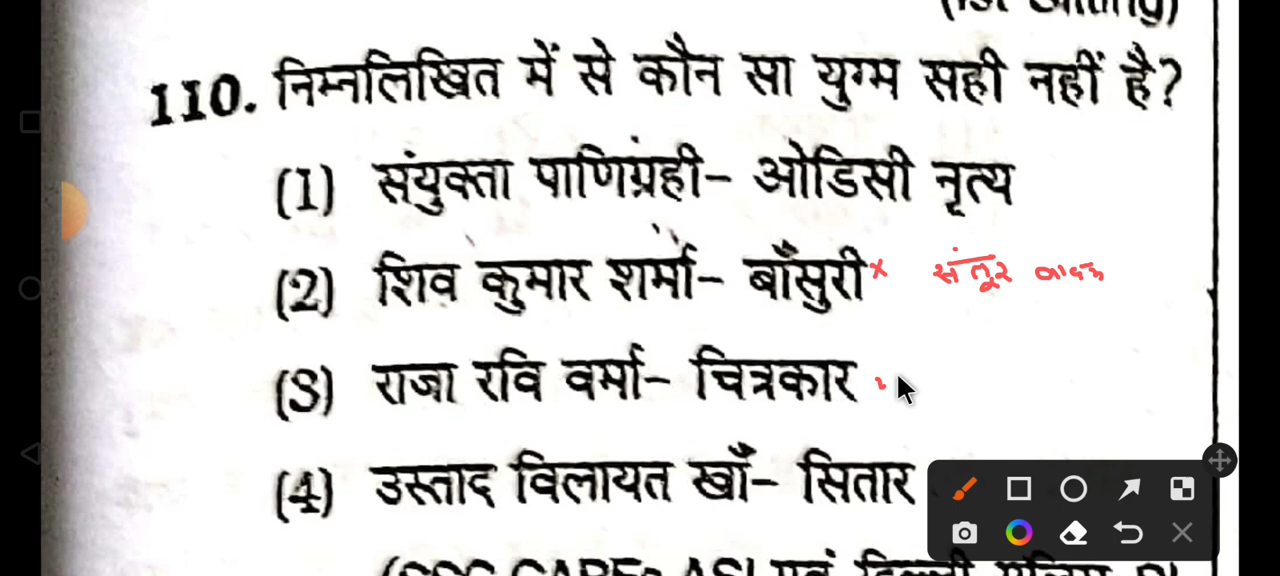 110. निम्नलिखित में से कौन सा युग्म सही नहीं है?
(1) संयुक्ता पाणिग्रही– ओडिसी नृत्य
(2) शिव कुमार शर्मा– बाँसुरी x संतूर वादक
(3) राजा रवि वर्मा– चित्रकार
(4) उस्ताद विलायत खाँ– सितार